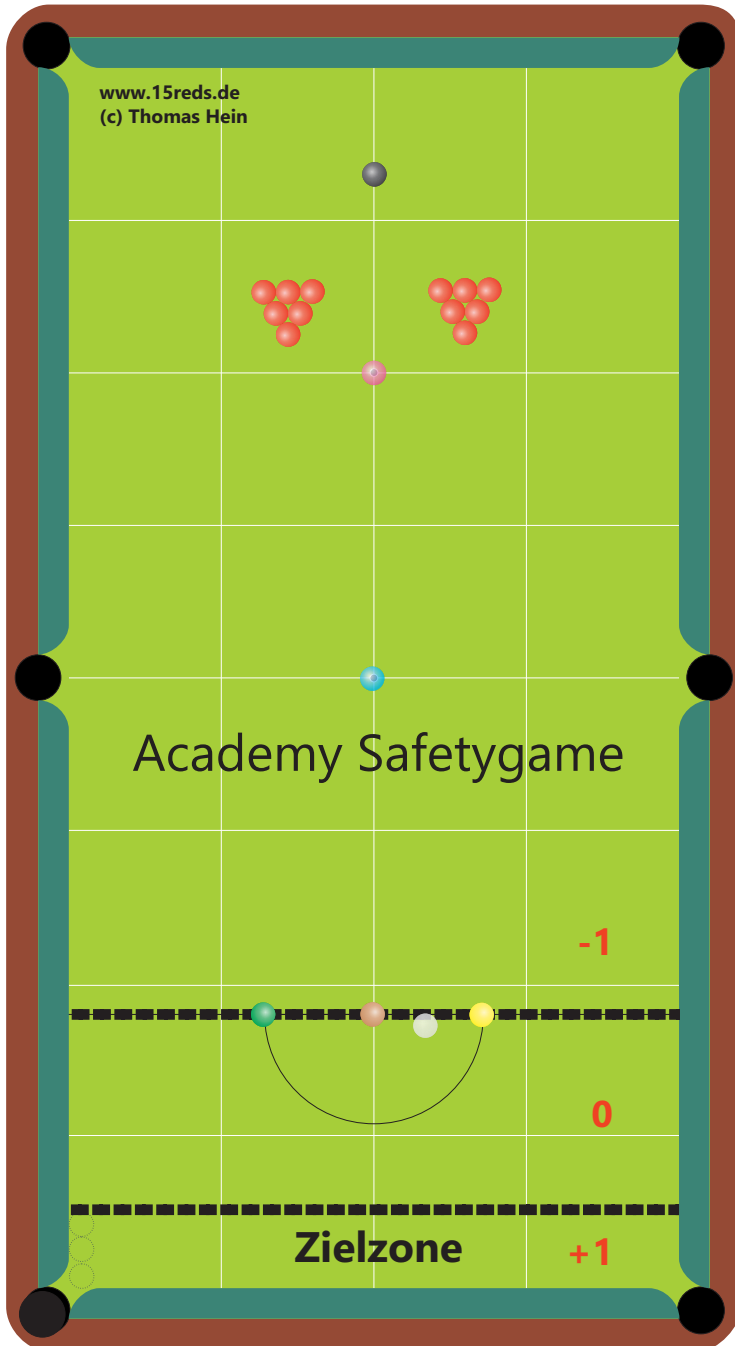 www.15reds.de
(c) Thomas Hein
Academy Safetygame
-1
0
Zielzone
+1